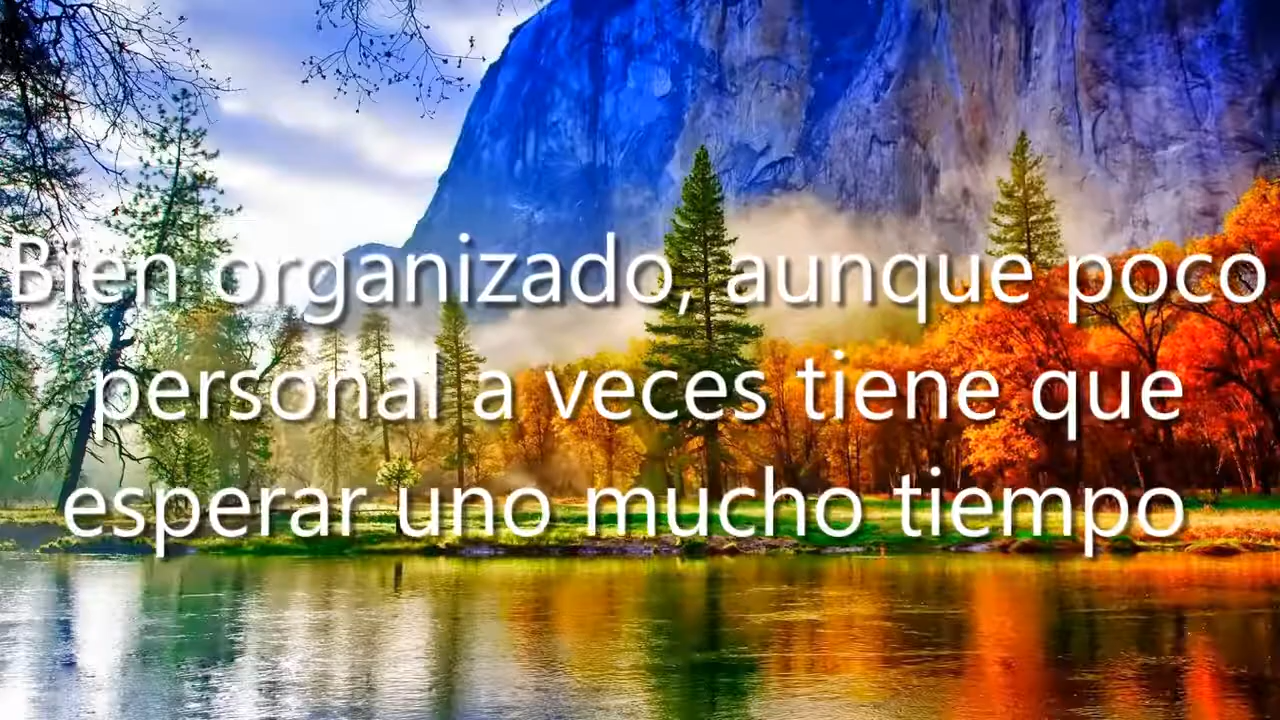 Bien organizado, aunque poco
personal a veces tiene que
esperar uno mucho tiempo